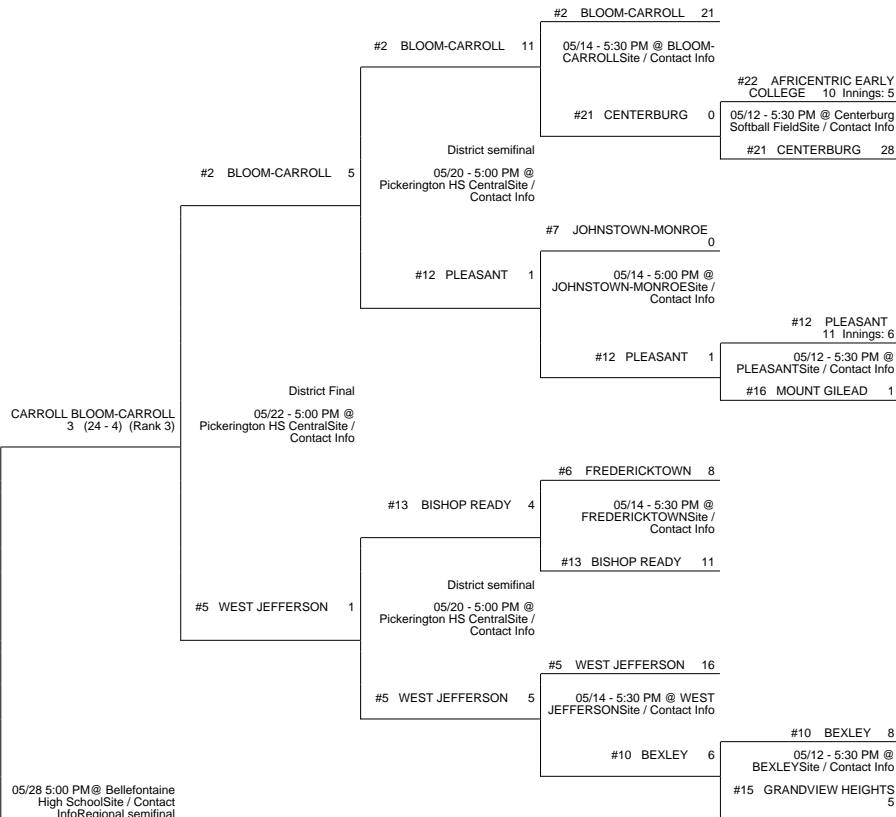 #2 BLOOM-CARROLL 21
#2 BLOOM-CARROLL 11
05/14 - 5:30 PM @ BLOOM-
CARROLLSite / Contact Info
#22 AFRICENTRIC EARLY
COLLEGE 10 Innings: 5
#21 CENTERBURG 0
05/12 - 5:30 PM @ Centerburg
Softball FieldSite / Contact Info
#21 CENTERBURG 28
District semifinal
#2 BLOOM-CARROLL 5
05/20 - 5:00 PM @
Pickerington HS CentralSite /
Contact Info
#7 JOHNSTOWN-MONROE
0
#12 PLEASANT 1
05/14 - 5:00 PM @
JOHNSTOWN-MONROESite /
Contact Info
#12 PLEASANT
11 Innings: 6
#12 PLEASANT 1
05/12 - 5:30 PM @
PLEASANTSite / Contact Info
#16 MOUNT GILEAD 1
District Final
CARROLL BLOOM-CARROLL
3 (24 - 4) (Rank 3)
05/22 - 5:00 PM @
Pickerington HS CentralSite /
Contact Info
#6 FREDERICKTOWN 8
#13 BISHOP READY 4
05/14 - 5:30 PM @
FREDERICKTOWNSite /
Contact Info
#13 BISHOP READY 11
District semifinal
#5 WEST JEFFERSON 1
05/20 - 5:00 PM @
Pickerington HS CentralSite /
Contact Info
#5 WEST JEFFERSON 16
#5 WEST JEFFERSON 5
05/14 - 5:30 PM @ WEST
JEFFERSONSite / Contact Info
#10 BEXLEY 8
#10 BEXLEY 6
05/12 - 5:30 PM @
BEXLEYSite / Contact Info
#15 GRANDVIEW HEIGHTS
5
05/28 5:00 PM@ Bellefontaine
High SchoolSite / Contact
InfoRegional semifinal